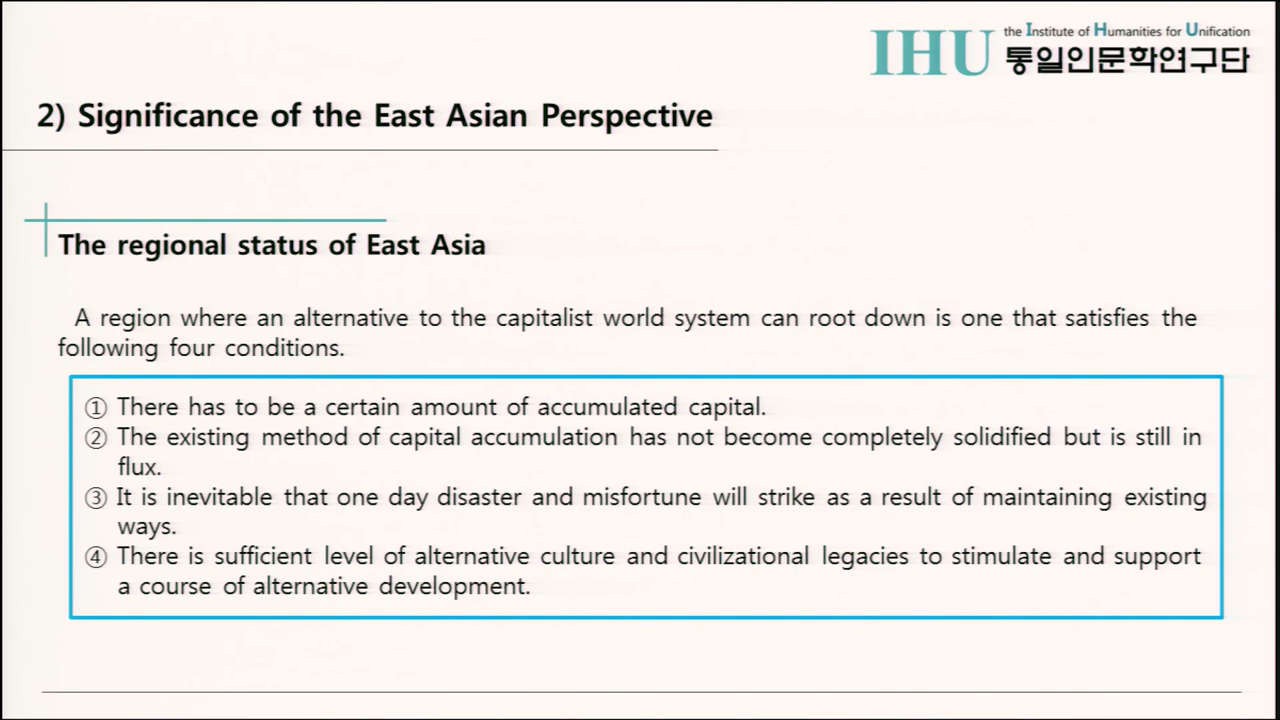 IHU the Institute of Humanities for Unification
통일인문학연구단
2) Significance of the East Asian Perspective
The regional status of East Asia
A region where an alternative to the capitalist world system can root down is one that satisfies the
following four conditions.
① There has to be a certain amount of accumulated capital.
② The existing method of capital accumulation has not become completely solidified but is still in
flux.
③ It is inevitable that one day disaster and misfortune will strike as a result of maintaining existing
ways.
④ There is sufficient level of alternative culture and civilizational legacies to stimulate and support
a course of alternative development.